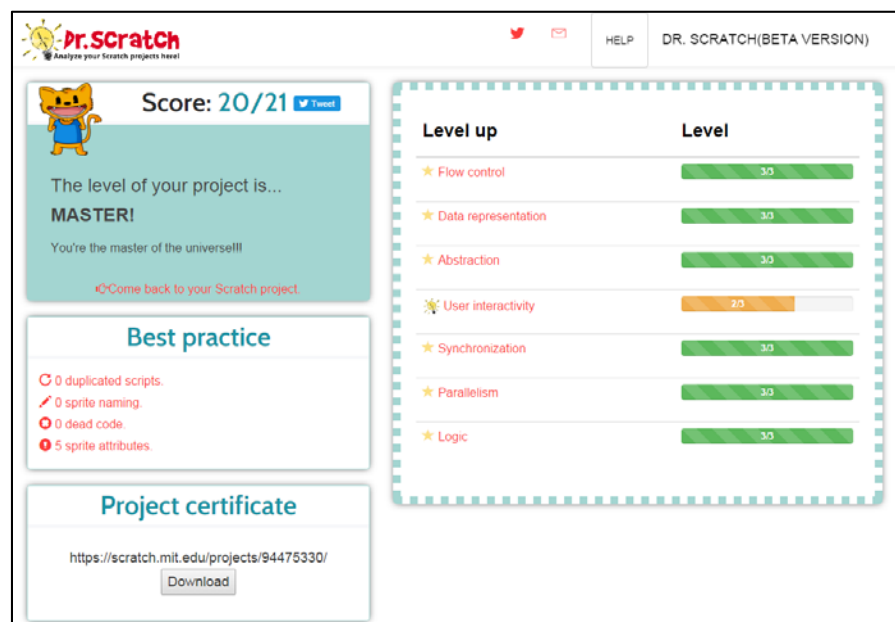 Dr.Scratch
Analyze your Scratch projects here!
HELP
DR. SCRATCH(BETA VERSION)
Score: 20/21
Tweet
The level of your project is...
MASTER!
You're the master of the universe!!!
Come back to your Scratch project.
Best practice
0 duplicated scripts.
0 sprite naming.
0 dead code.
5 sprite attributes.
Project certificate
https://scratch.mit.edu/projects/94475330/
Download
Level up Level
Flow control 3/3
Data representation 3/3
Abstraction 3/3
User interactivity 2/3
Synchronization 3/3
Parallelism 3/3
Logic 3/3